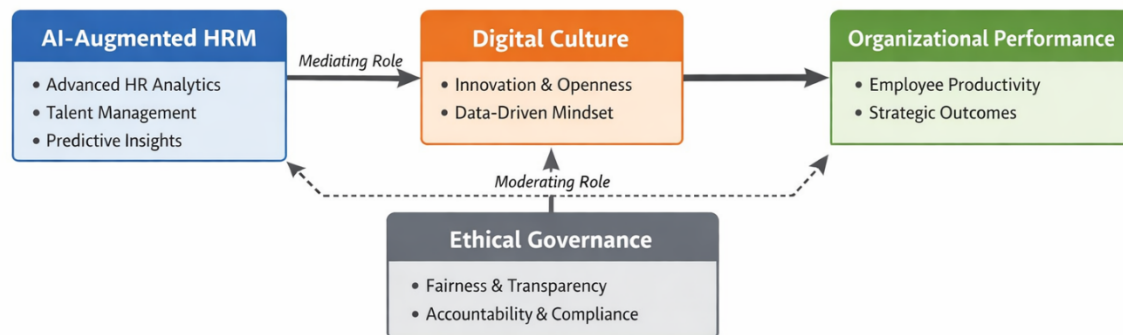 AI-Augmented HRM
• Advanced HR Analytics
• Talent Management
• Predictive Insights
Mediating Role
Digital Culture
• Innovation & Openness
• Data-Driven Mindset
Organizational Performance
• Employee Productivity
• Strategic Outcomes
Moderating Role
Ethical Governance
• Fairness & Transparency
• Accountability & Compliance